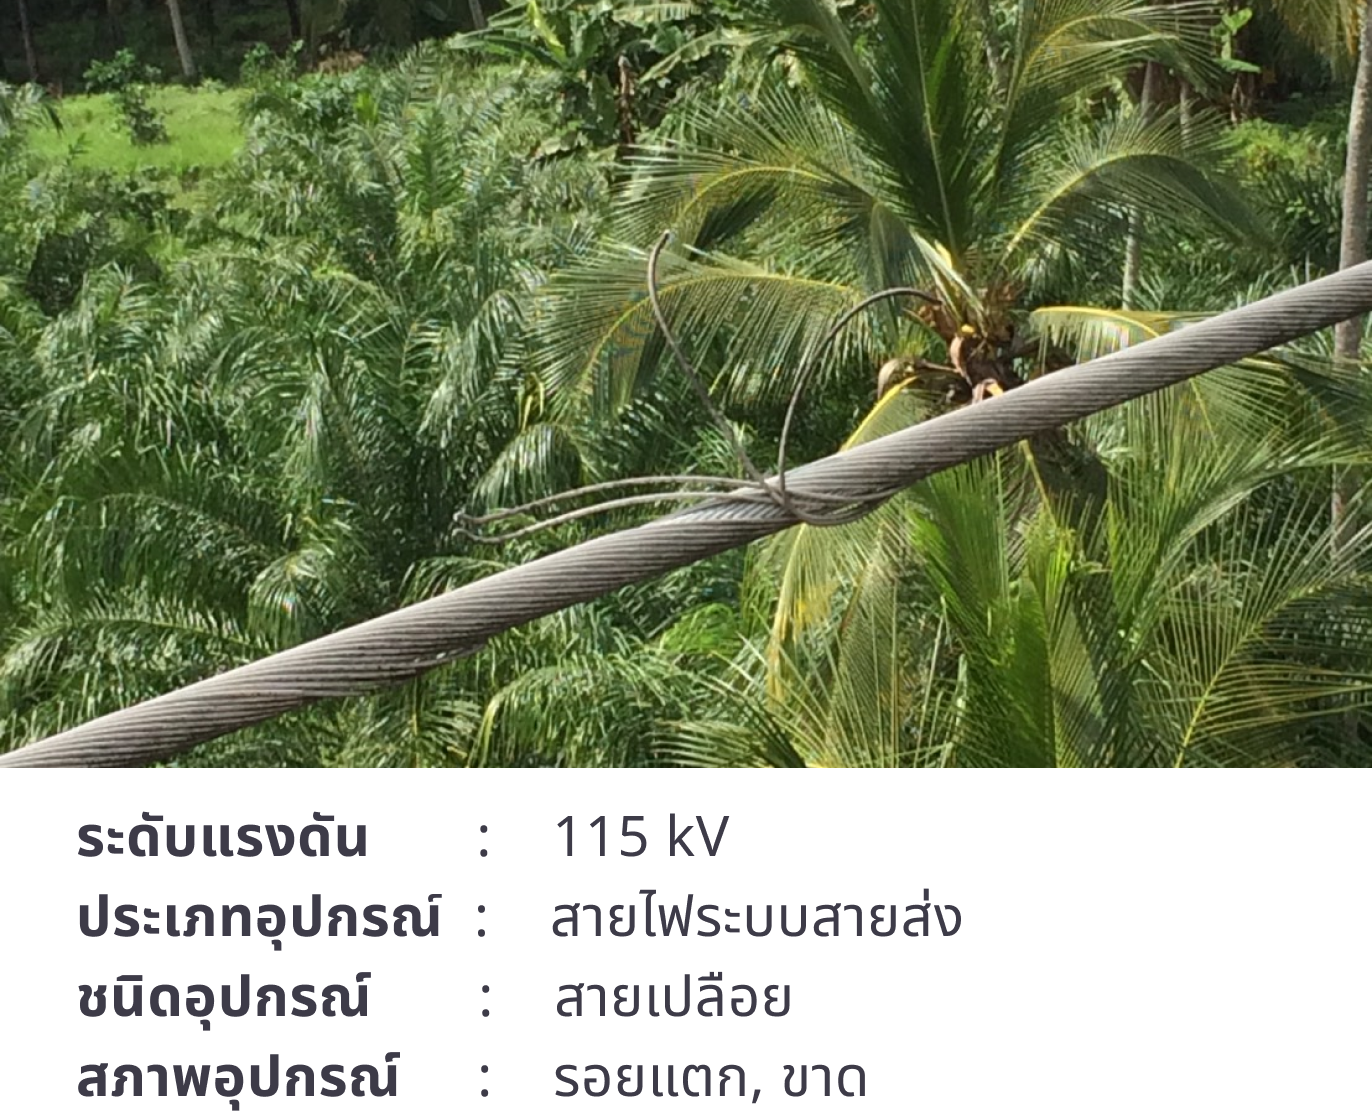 ระดับแรงดัน : 115 kV
ประเภทอุปกรณ์ : สายไฟระบบสายส่ง
ชนิดอุปกรณ์ : สายเปลือย
สภาพอุปกรณ์ : รอยแตก, ขาด